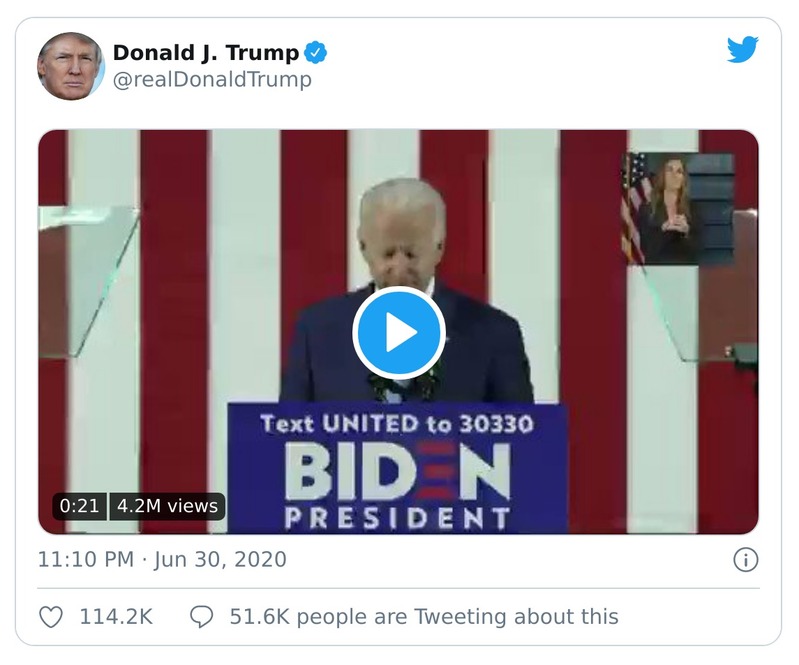 Donald J. Trump
@realDonaldTrump
Text UNITED to 30330
BIDEN
PRESIDENT
0:21 4.2M views
11:10 PM · Jun 30, 2020
114.2K 51.6K people are Tweeting about this